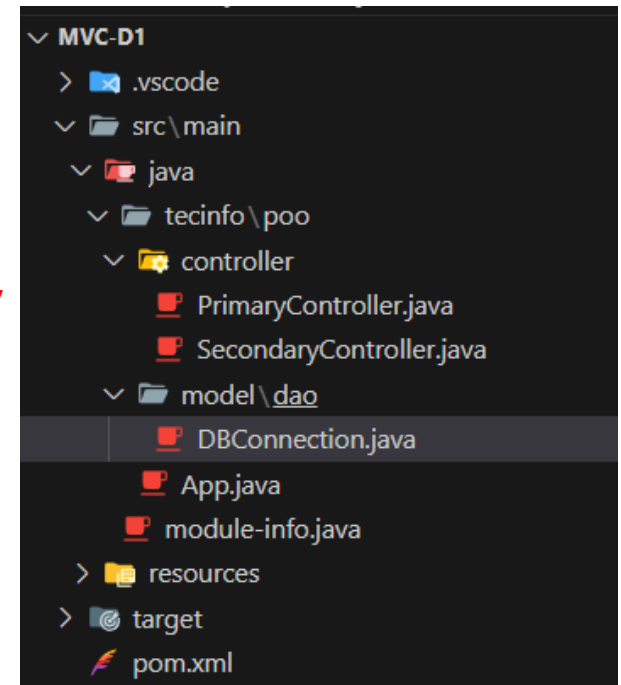 MVC-D1
.vscode
src\main
java
tecinfo\poo
controller
PrimaryController.java
SecondaryController.java
model\dao
DBConnection.java
App.java
module-info.java
resources
target
pom.xml